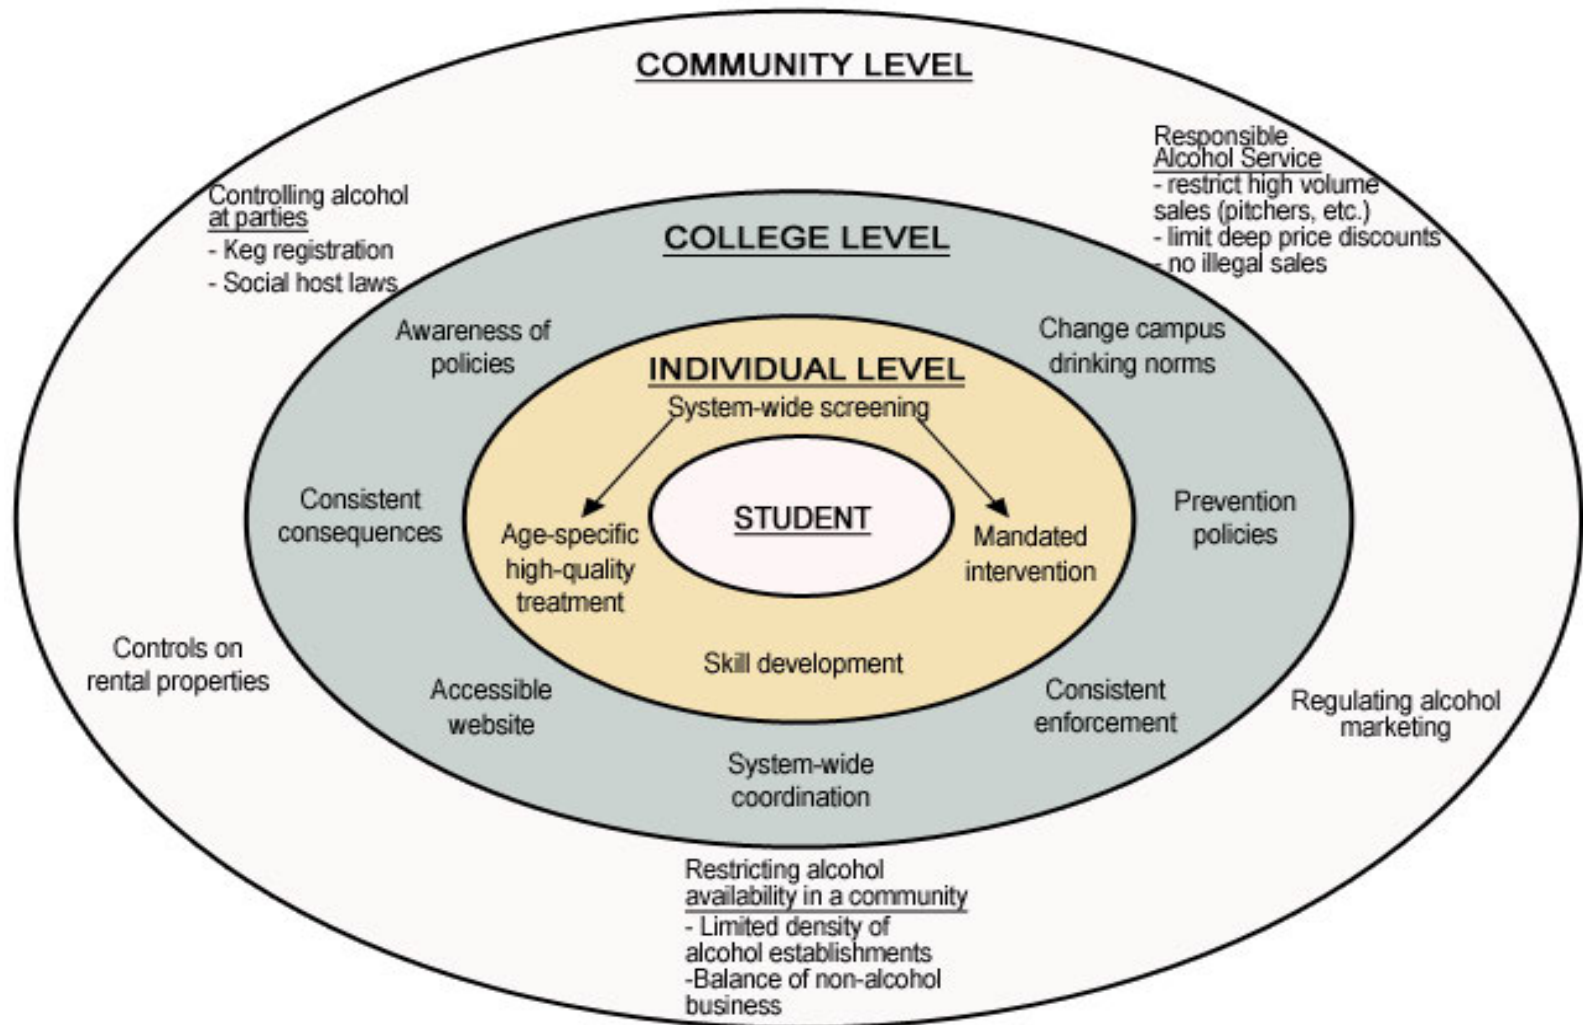 COMMUNITY LEVEL
Controlling alcohol
at parties
- Keg registration
- Social host laws
Responsible
Alcohol Service
- restrict high volume
sales (pitchers, etc.)
- limit deep price discounts
- no illegal sales
COLLEGE LEVEL
Awareness of
policies
Change campus
drinking norms
INDIVIDUAL LEVEL
System-wide screening
Consistent
consequences
Age-specific
high-quality
treatment
STUDENT
Mandated
intervention
Prevention
policies
Controls on
rental properties
Accessible
website
Skill development
Consistent
enforcement
Regulating alcohol
marketing
System-wide
coordination
Restricting alcohol
availability in a community
- Limited density of
alcohol establishments
-Balance of non-alcohol
business